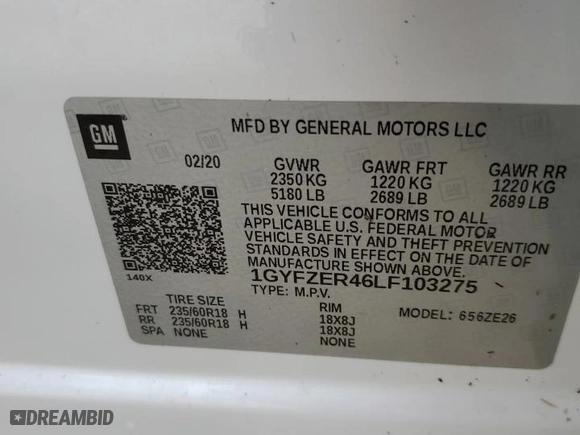 GM
MFD BY GENERAL MOTORS LLC
02/20 GVWR GAWR FRT GAWR RR
2350 KG 1220 KG 1220 KG
5180 LB 2689 LB 2689 LB
THIS VEHICLE CONFORMS TO ALL
APPLICABLE U.S. FEDERAL MOTOR
VEHICLE SAFETY AND THEFT PREVENTION
STANDARDS IN EFFECT ON THE DATE OF
MANUFACTURE SHOWN ABOVE.
140X
1GYFZER46LF103275
TYPE: M.P.V. MODEL: 656ZE26
TIRE SIZE RIM
FRT 235/60R18 H 18X8J
RR 235/60R18 H 18X8J
SPA NONE NONE
DREAMBID